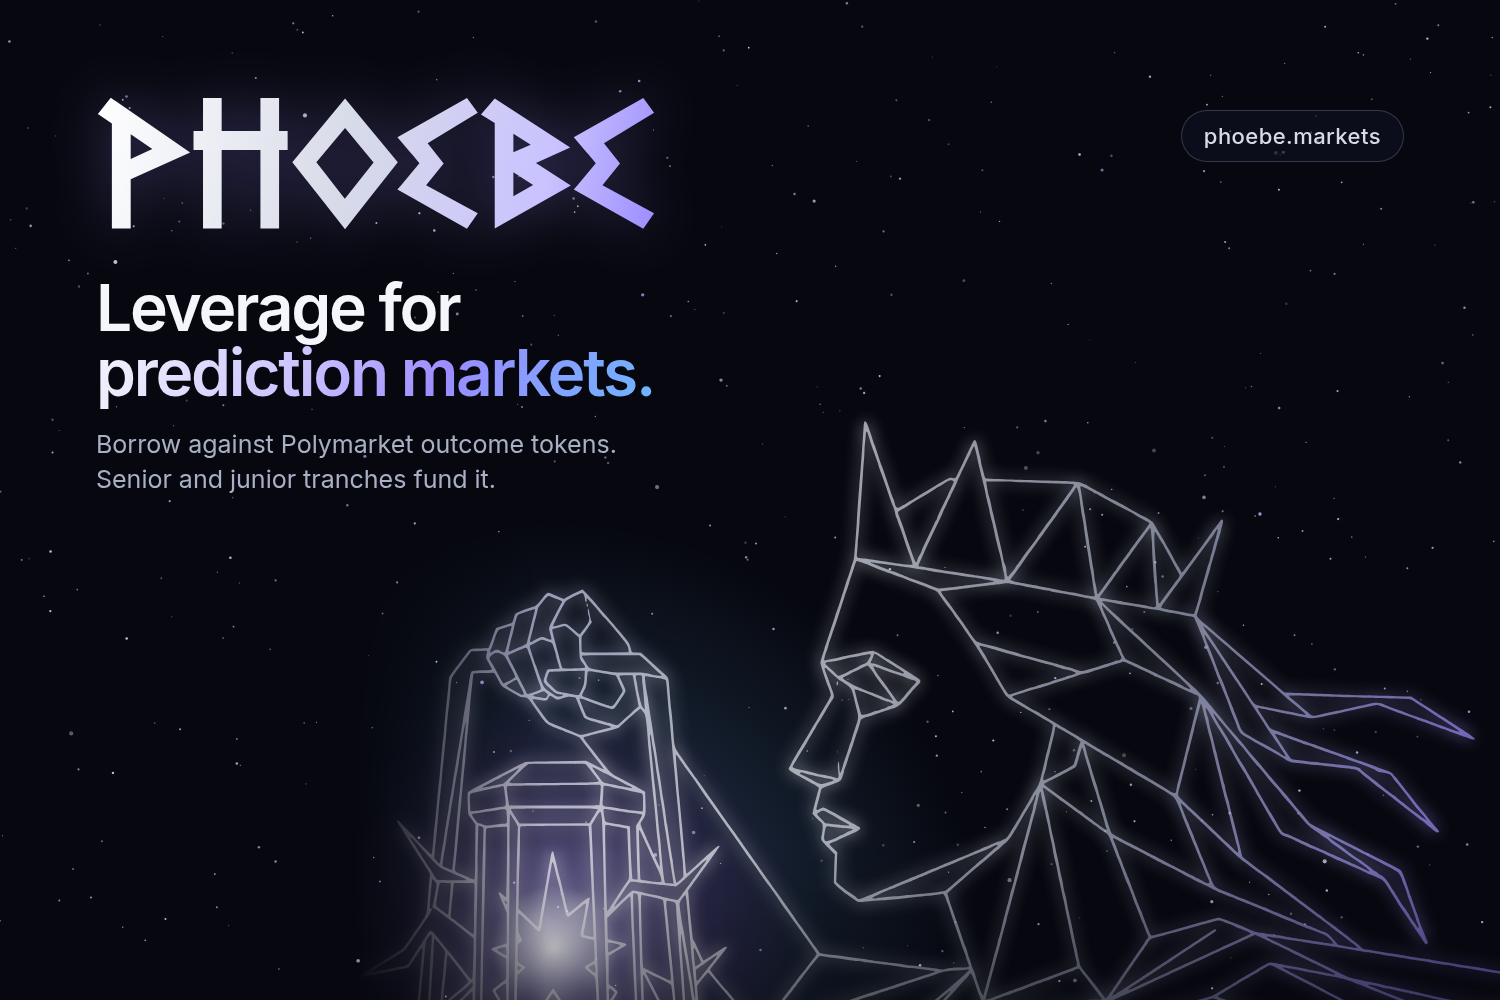 PHOEBE
phoebe.markets
Leverage for
prediction markets.
Borrow against Polymarket outcome tokens.
Senior and junior tranches fund it.